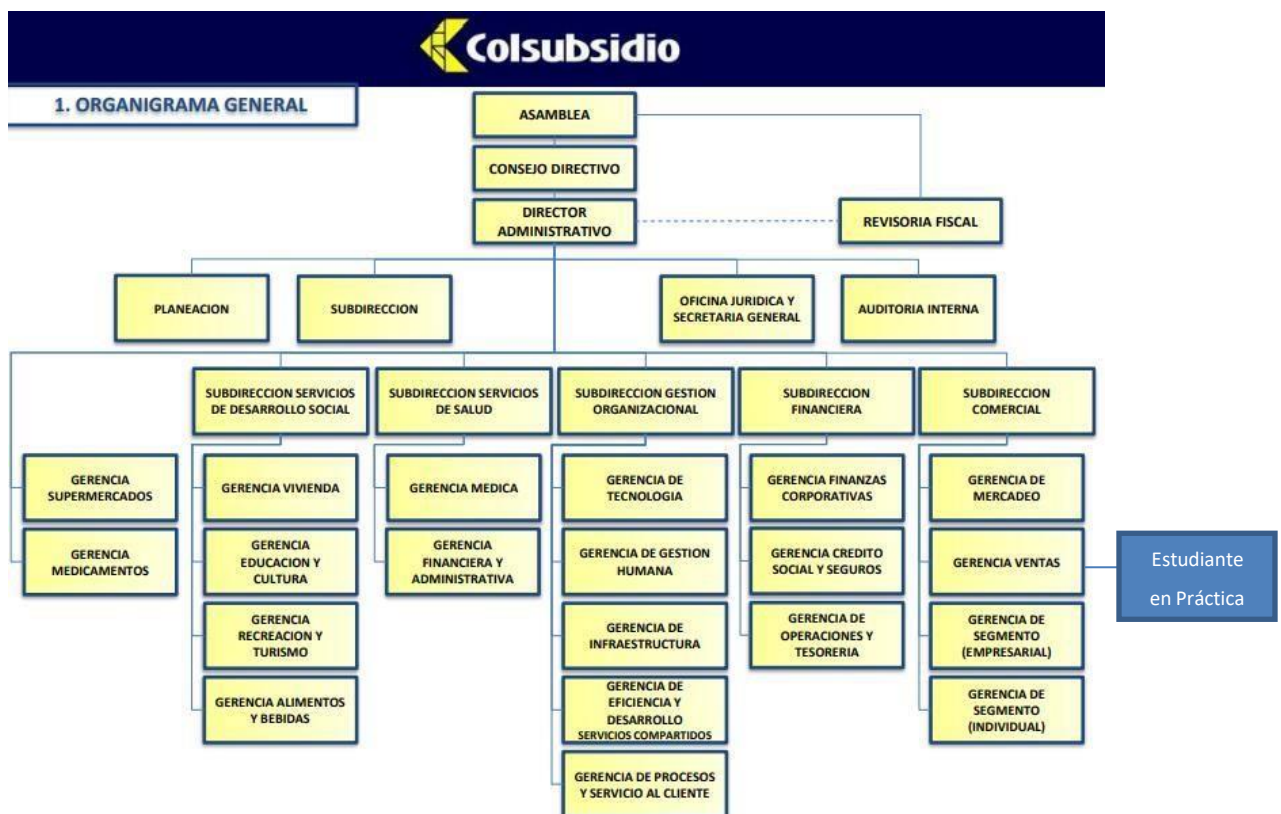 Colsubsidio
1. ORGANIGRAMA GENERAL
ASAMBLEA
CONSEJO DIRECTIVO
DIRECTOR
ADMINISTRATIVO
REVISORIA FISCAL
PLANEACION
SUBDIRECCION
OFICINA JURIDICA Y
SECRETARIA GENERAL
AUDITORIA INTERNA
SUBDIRECCION SERVICIOS
DE DESARROLLO SOCIAL
SUBDIRECCION SERVICIOS
DE SALUD
SUBDIRECCION GESTION
ORGANIZACIONAL
SUBDIRECCION
FINANCIERA
SUBDIRECCION
COMERCIAL
GERENCIA
SUPERMERCADOS
GERENCIA VIVIENDA
GERENCIA MEDICA
GERENCIA DE
TECNOLOGIA
GERENCIA FINANZAS
CORPORATIVAS
GERENCIA DE
MERCADEO
GERENCIA
MEDICAMENTOS
GERENCIA
EDUCACION Y
CULTURA
GERENCIA
FINANCIERA Y
ADMINISTRATIVA
GERENCIA DE GESTION
HUMANA
GERENCIA CREDITO
SOCIAL Y SEGUROS
GERENCIA VENTAS
Estudiante
en Práctica
GERENCIA
RECREACION Y
TURISMO
GERENCIA DE
INFRAESTRUCTURA
GERENCIA DE
OPERACIONES Y
TESORERIA
GERENCIA DE
SEGMENTO
(EMPRESARIAL)
GERENCIA ALIMENTOS
Y BEBIDAS
GERENCIA DE
EFICIENCIA Y
DESARROLLO
SERVICIOS COMPARTIDOS
GERENCIA DE
SEGMENTO
(INDIVIDUAL)
GERENCIA DE PROCESOS
Y SERVICIO AL CLIENTE